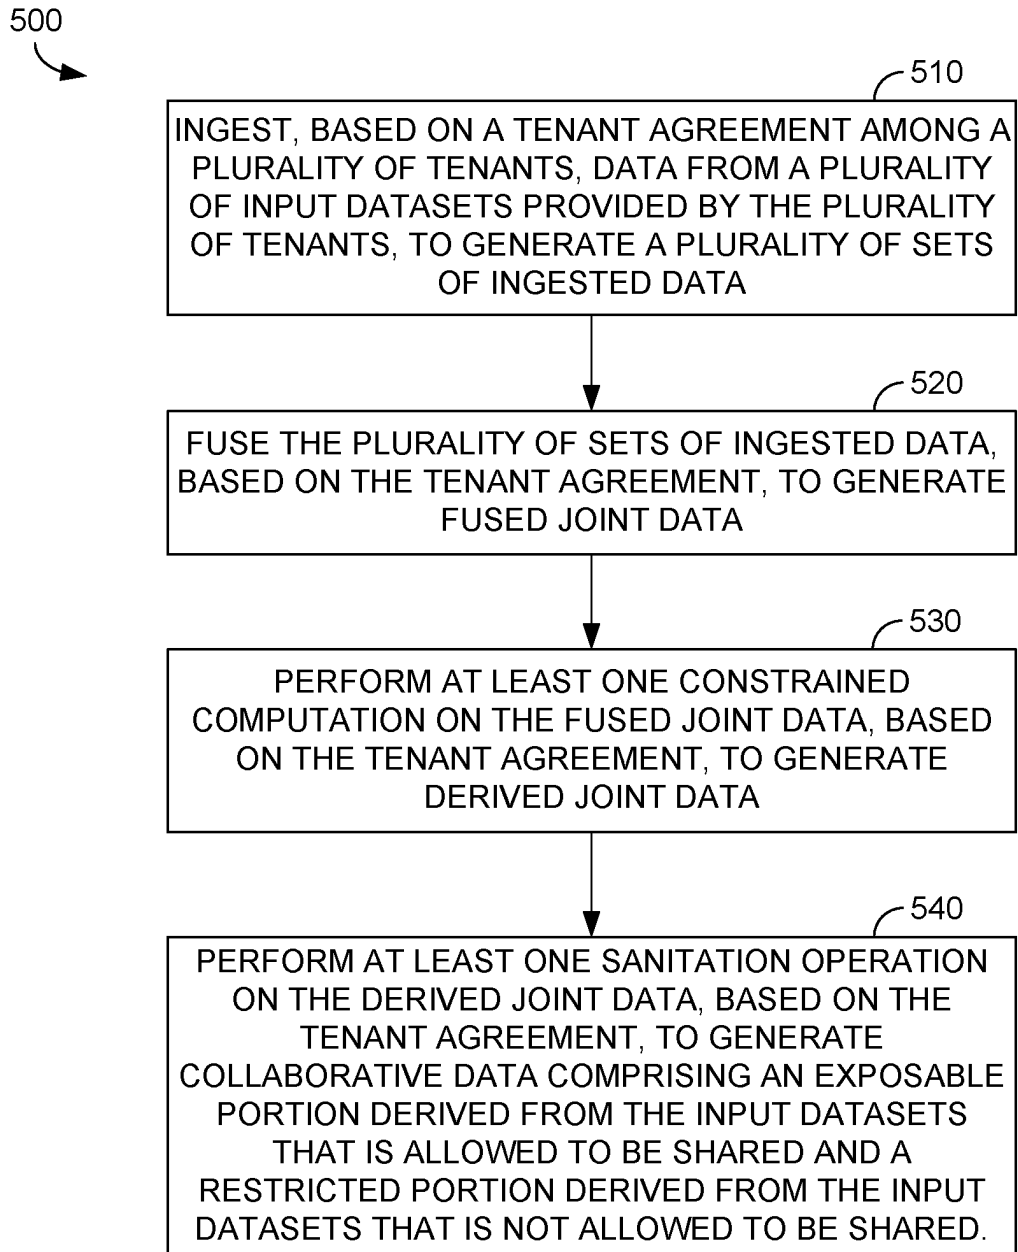 500
510
INGEST, BASED ON A TENANT AGREEMENT AMONG A
PLURALITY OF TENANTS, DATA FROM A PLURALITY
OF INPUT DATASETS PROVIDED BY THE PLURALITY
OF TENANTS, TO GENERATE A PLURALITY OF SETS
OF INGESTED DATA
520
FUSE THE PLURALITY OF SETS OF INGESTED DATA,
BASED ON THE TENANT AGREEMENT, TO GENERATE
FUSED JOINT DATA
530
PERFORM AT LEAST ONE CONSTRAINED
COMPUTATION ON THE FUSED JOINT DATA, BASED
ON THE TENANT AGREEMENT, TO GENERATE
DERIVED JOINT DATA
540
PERFORM AT LEAST ONE SANITATION OPERATION
ON THE DERIVED JOINT DATA, BASED ON THE
TENANT AGREEMENT, TO GENERATE
COLLABORATIVE DATA COMPRISING AN EXPOSABLE
PORTION DERIVED FROM THE INPUT DATASETS
THAT IS ALLOWED TO BE SHARED AND A
RESTRICTED PORTION DERIVED FROM THE INPUT
DATASETS THAT IS NOT ALLOWED TO BE SHARED.